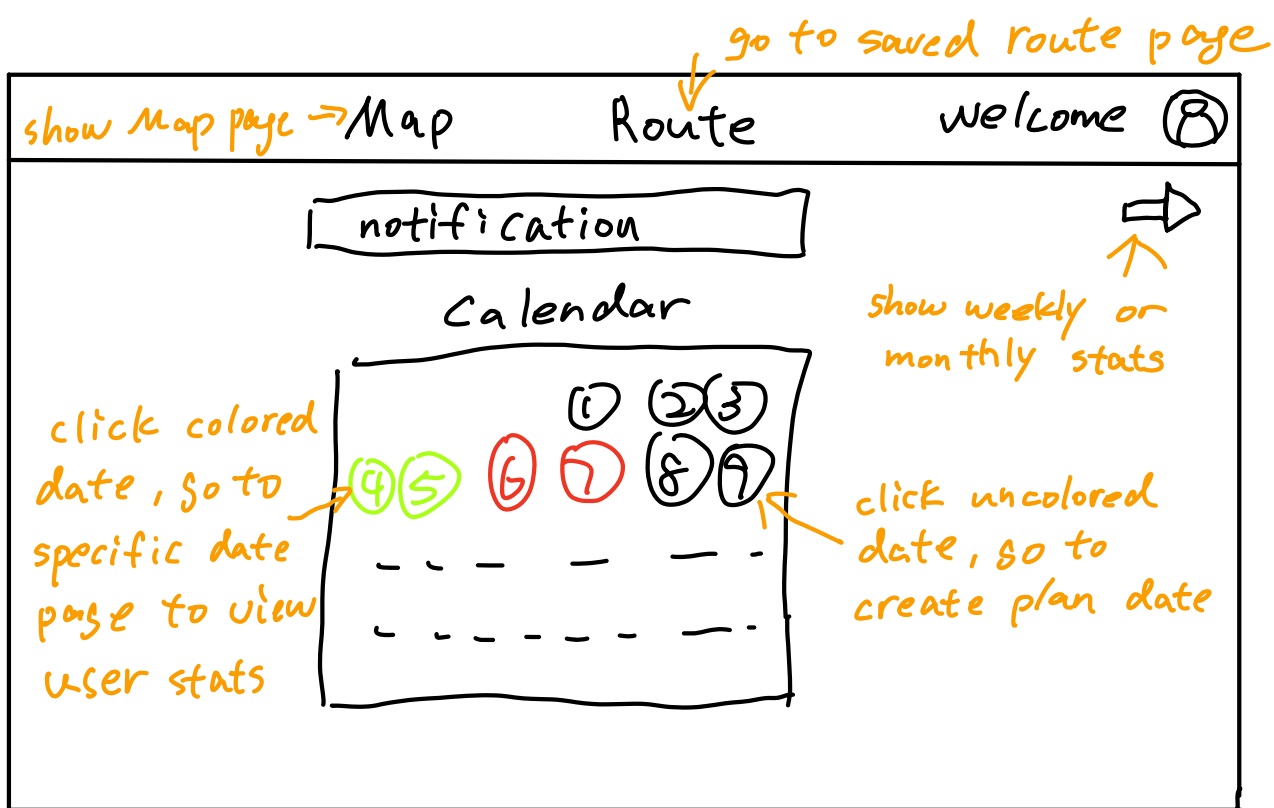 go to saved route page
show Map page → Map Route Welcome
notification
Calendar
show weekly or
monthly stats
1 2 3
4 5 6 7 8 9
click colored
date, go to
specific date
page to view
user stats
click uncolored
date, go to
create plan date